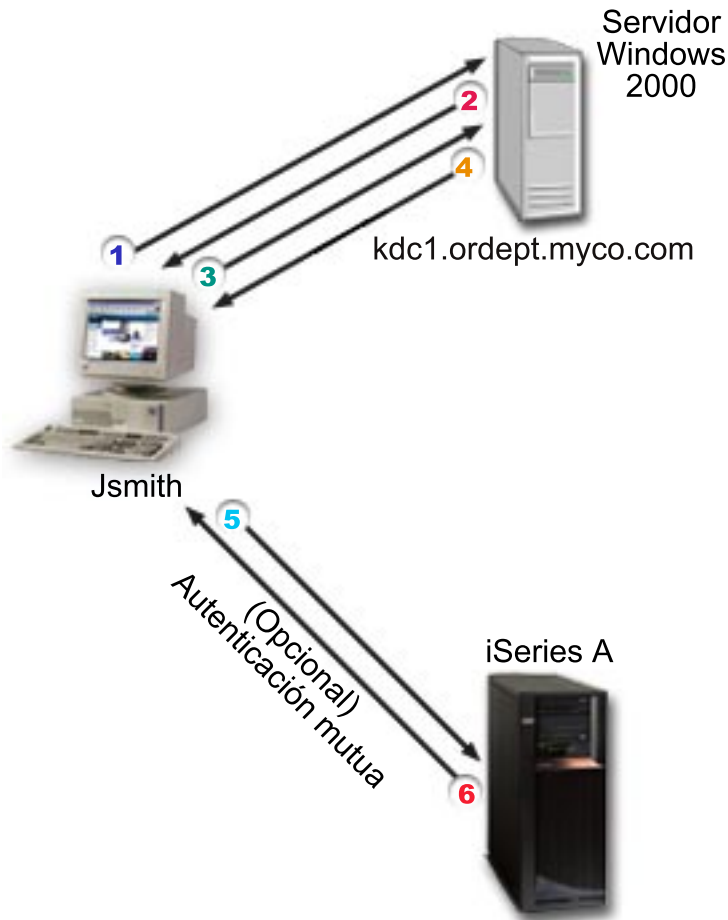 Servidor
Windows
2000
2
4
kdc1.ordept.myco.com
1
3
Jsmith
5
(Opcional)
Autenticación mutua
iSeries A
6